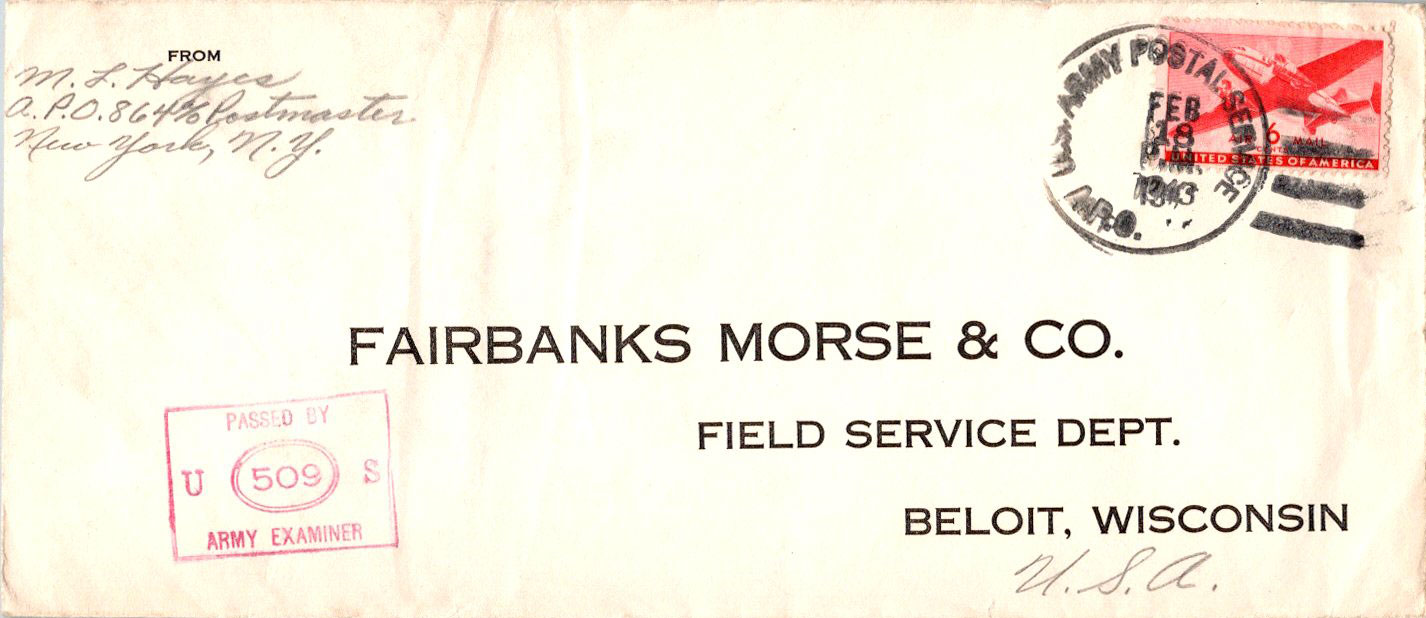 FROM
M. L. Hayes
A.P.O. 864 % Postmaster
New York, N.Y.
U.S. ARMY POSTAL SERVICE
FEB
18
P.M.
1943
A.P.O.
6
AIR MAIL
UNITED STATES OF AMERICA
FAIRBANKS MORSE & CO.
FIELD SERVICE DEPT.
BELOIT, WISCONSIN
U.S.A.
PASSED BY
U 509 S
ARMY EXAMINER